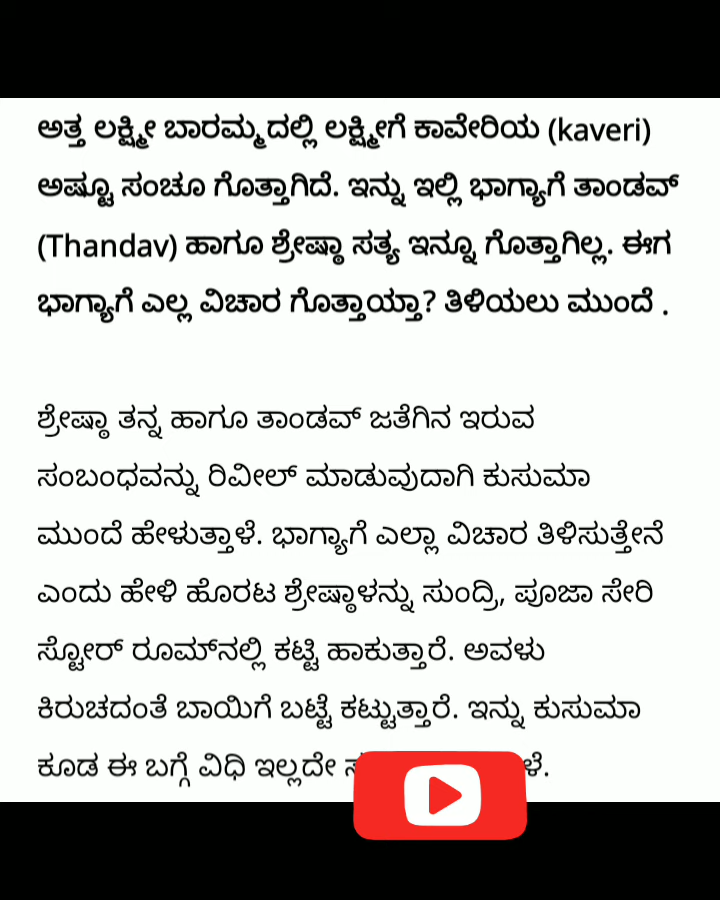 ಅತ್ತ ಲಕ್ಷ್ಮೀ ಬಾರಮ್ಮದಲ್ಲಿ ಲಕ್ಷ್ಮೀಗೆ ಕಾವೇರಿಯ (kaveri)
ಅಷ್ಟೂ ಸಂಚೂ ಗೊತ್ತಾಗಿದೆ. ಇನ್ನು ಇಲ್ಲಿ ಭಾಗ್ಯಾಗೆ ತಾಂಡವ್
(Thandav) ಹಾಗೂ ಶ್ರೇಷ್ಠಾ ಸತ್ಯ ಇನ್ನೂ ಗೊತ್ತಾಗಿಲ್ಲ. ಈಗ
ಭಾಗ್ಯಾಗೆ ಎಲ್ಲ ವಿಚಾರ ಗೊತ್ತಾಯ್ತಾ? ತಿಳಿಯಲು ಮುಂದೆ .
ಶ್ರೇಷ್ಠಾ ತನ್ನ ಹಾಗೂ ತಾಂಡವ್ ಜತೆಗಿನ ಇರುವ
ಸಂಬಂಧವನ್ನು ರಿವೀಲ್ ಮಾಡುವುದಾಗಿ ಕುಸುಮಾ
ಮುಂದೆ ಹೇಳುತ್ತಾಳೆ. ಭಾಗ್ಯಾಗೆ ಎಲ್ಲಾ ವಿಚಾರ ತಿಳಿಸುತ್ತೇನೆ
ಎಂದು ಹೇಳಿ ಹೊರಟ ಶ್ರೇಷ್ಠಾಳನ್ನು ಸುಂದ್ರಿ, ಪೂಜಾ ಸೇರಿ
ಸ್ಟೋರ್ ರೂಮ್‌ನಲ್ಲಿ ಕಟ್ಟಿ ಹಾಕುತ್ತಾರೆ. ಅವಳು
ಕಿರುಚದಂತೆ ಬಾಯಿಗೆ ಬಟ್ಟೆ ಕಟ್ಟುತ್ತಾರೆ. ಇನ್ನು ಕುಸುಮಾ
ಕೂಡ ಈ ಬಗ್ಗೆ ವಿಧಿ ಇಲ್ಲದೇ